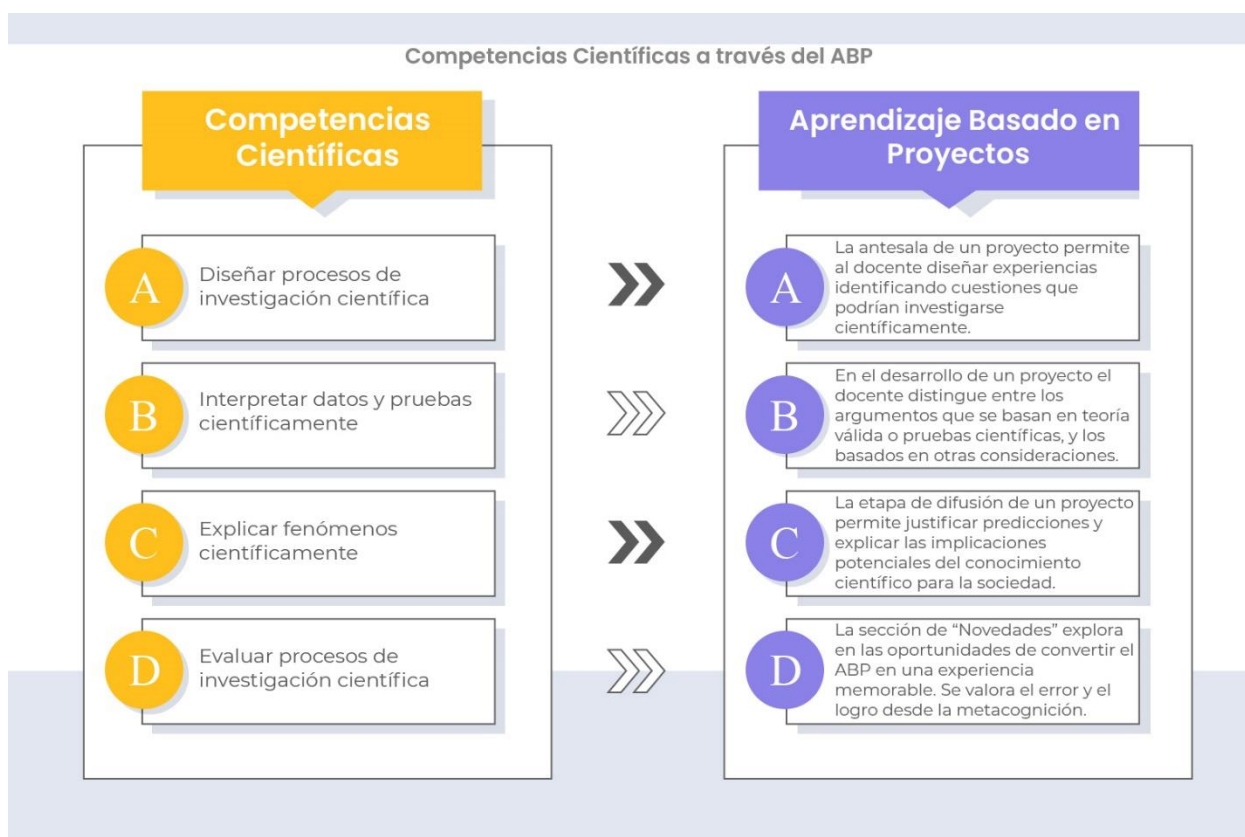 Competencias Científicas a través del ABP
Competencias
Científicas
A
Diseñar procesos de
investigación científica
B
Interpretar datos y pruebas
científicamente
C
Explicar fenómenos
científicamente
D
Evaluar procesos de
investigación científica
Aprendizaje Basado en
Proyectos
A
La antesala de un proyecto permite
al docente diseñar experiencias
identificando cuestiones que
podrían investigarse
científicamente.
B
En el desarrollo de un proyecto el
docente distingue entre los
argumentos que se basan en teoría
válida o pruebas científicas, y los
basados en otras consideraciones.
C
La etapa de difusión de un proyecto
permite justificar predicciones y
explicar las implicaciones
potenciales del conocimiento
científico para la sociedad.
D
La sección de “Novedades” explora
en las oportunidades de convertir el
ABP en una experiencia
memorable. Se valora el error y el
logro desde la metacognición.